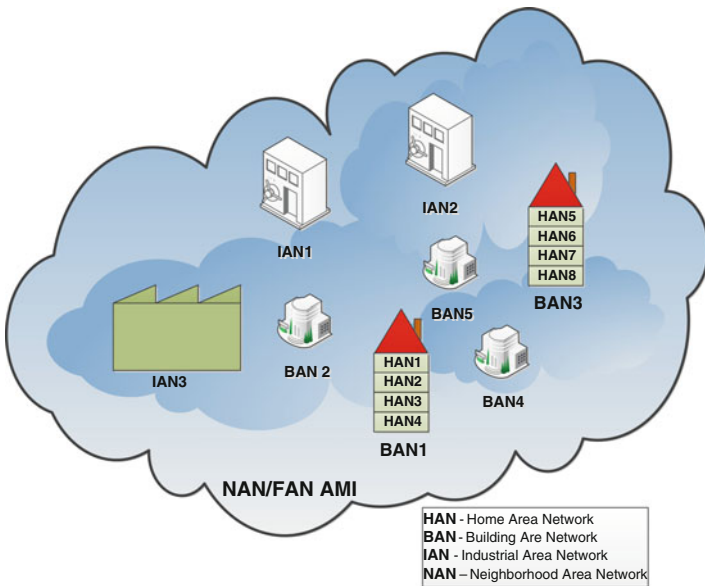 IAN2
IAN1
HAN5
HAN6
HAN7
HAN8
BAN3
BAN5
BAN 2
IAN3
HAN1
HAN2
HAN3
HAN4
BAN1
BAN4
NAN/FAN AMI
HAN - Home Area Network
BAN - Building Are Network
IAN - Industrial Area Network
NAN – Neighborhood Area Network